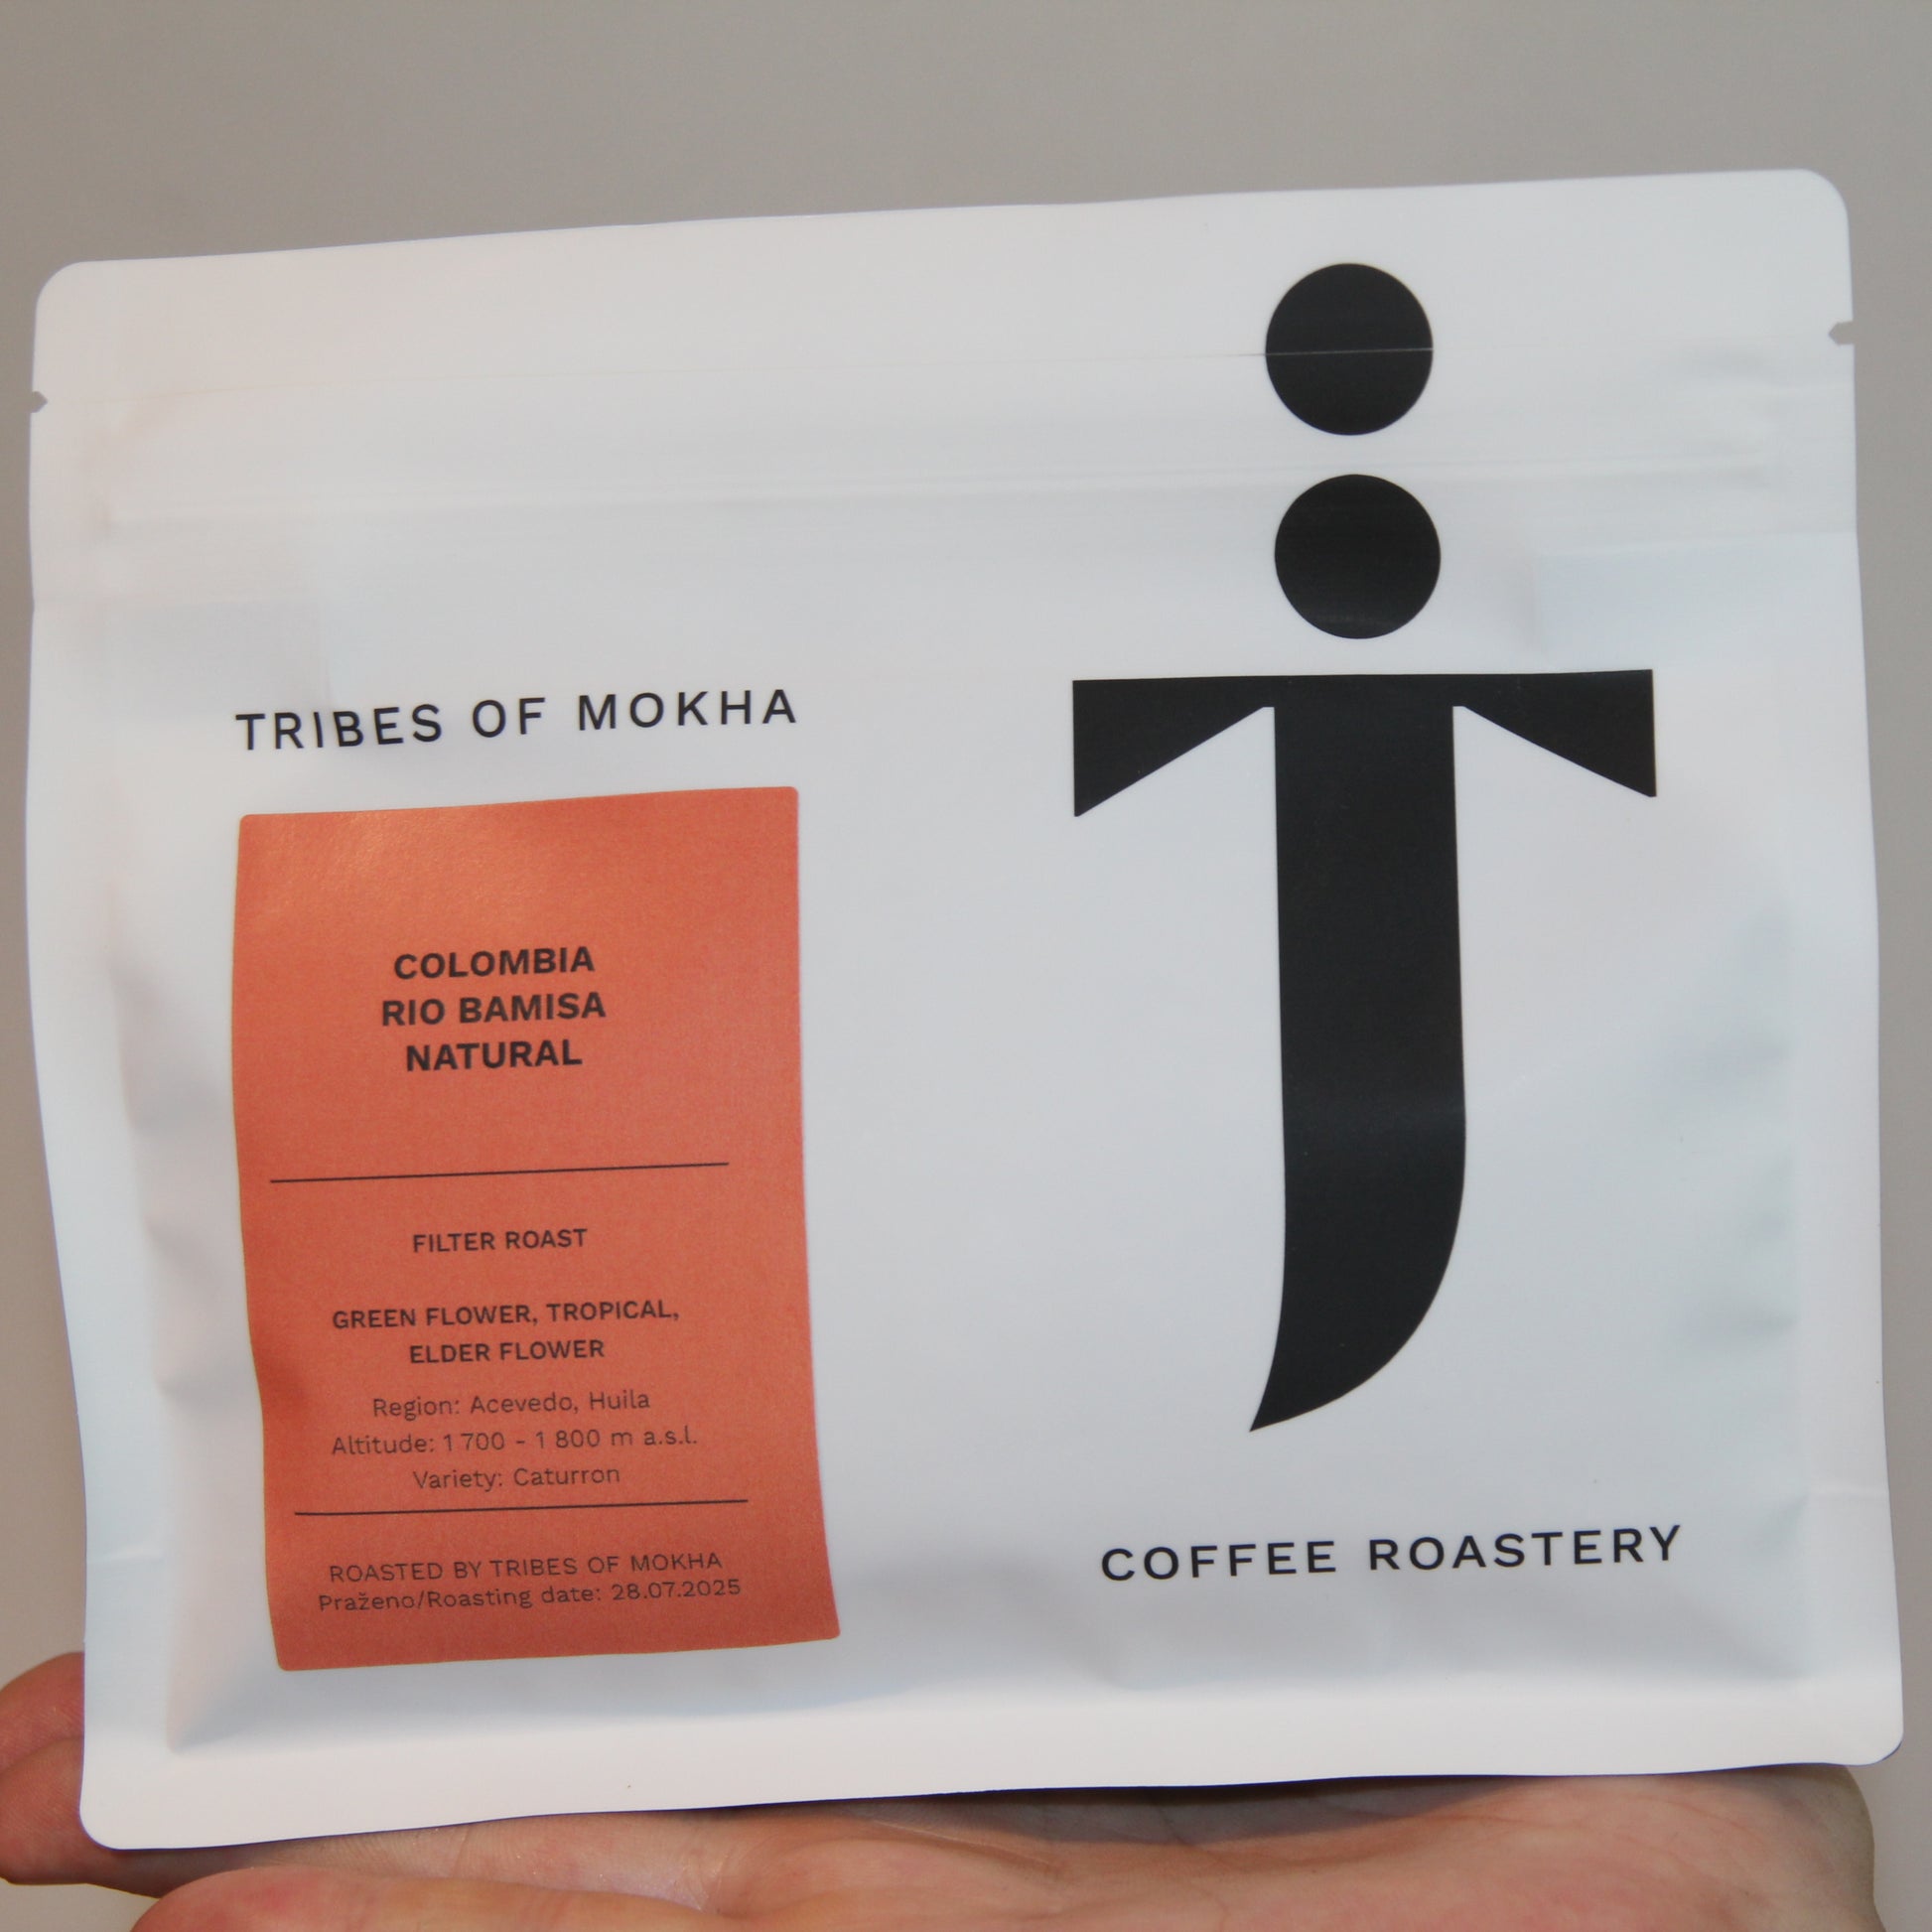 TRIBES OF MOKHA
COLOMBIA
RIO BAMISA
NATURAL
FILTER ROAST
GREEN FLOWER, TROPICAL,
ELDER FLOWER
Region: Acevedo, Huila
Altitude: 1 700 - 1 800 m a.s.l.
Variety: Caturron
ROASTED BY TRIBES OF MOKHA
Praženo/Roasting date: 28.07.2025
COFFEE ROASTERY